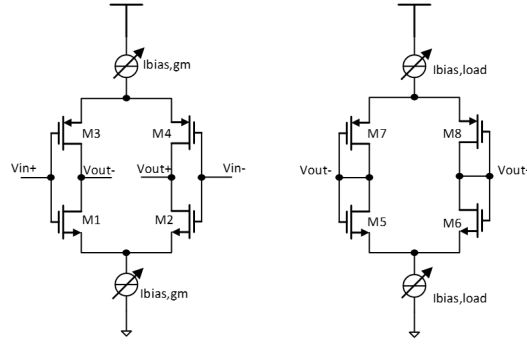 Ibias,gm
Ibias,load
M3
M4
M7
M8
Vin+
Vout-
Vout+
Vin-
Vout-
Vout-
M1
M2
M5
M6
Ibias,gm
Ibias,load